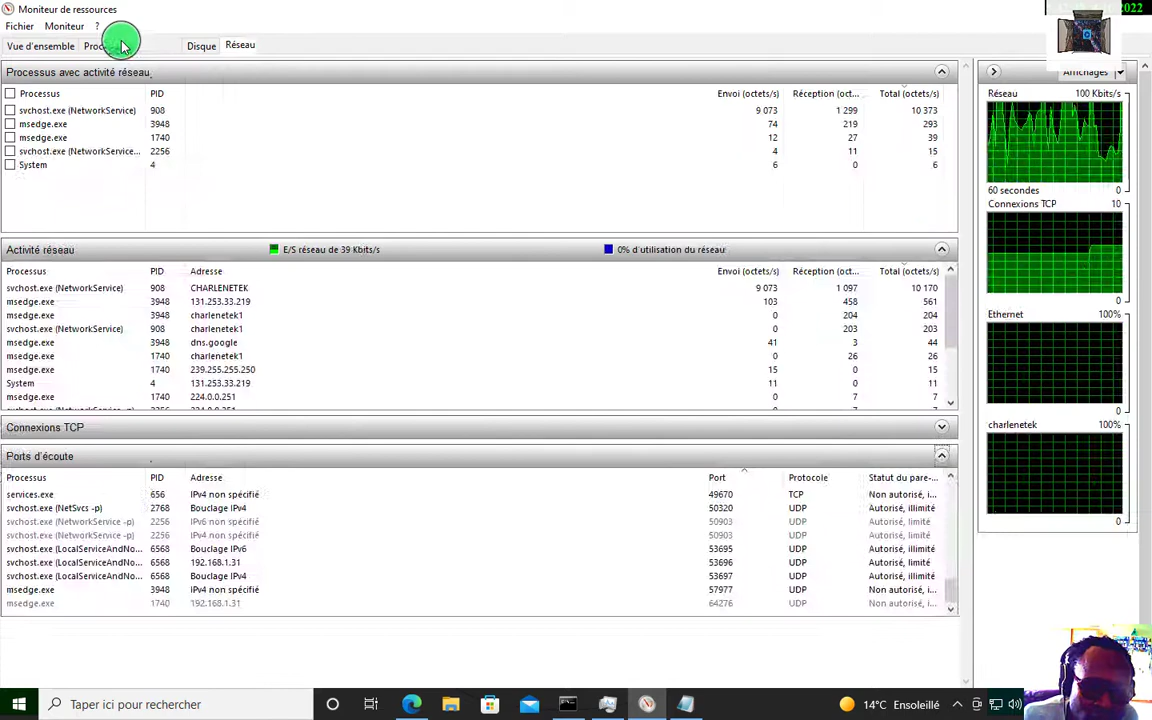 Moniteur de ressources
2022
Fichier Moniteur ?
Vue d'ensemble Disque Réseau
Processus avec activité réseau
Affichages
Processus PID Envoi (octets/s) Réception (oct... Total (octets/s)
svchost.exe (NetworkService) 908 9 073 1 299 10 373
msedge.exe 3948 74 219 293
msedge.exe 1740 12 27 39
svchost.exe (NetworkService... 2256 4 11 15
System 4 6 0 6
Réseau 100 Kbits/s
60 secondes 0
Connexions TCP 10
0
Ethernet 100%
0
charlenetek 100%
0
Activité réseau E/S réseau de 39 Kbits/s 0% d'utilisation du réseau
Processus PID Adresse Envoi (octets/s) Réception (oct... Total (octets/s)
svchost.exe (NetworkService) 908 CHARLENETEK 9 073 1 097 10 170
msedge.exe 3948 131.253.33.219 103 458 561
msedge.exe 3948 charlenetek1 0 204 204
svchost.exe (NetworkService) 908 charlenetek1 0 203 203
msedge.exe 3948 dns.google 41 3 44
msedge.exe 1740 charlenetek1 0 26 26
msedge.exe 1740 239.255.255.250 15 0 15
System 4 131.253.33.219 11 0 11
msedge.exe 1740 224.0.0.251 0 7 7
Connexions TCP
Ports d'écoute
Processus PID Adresse Port Protocole Statut du pare-...
services.exe 656 IPv4 non spécifié 49670 TCP Non autorisé, i...
svchost.exe (NetSvcs -p) 2768 Bouclage IPv4 50320 UDP Autorisé, illimité
svchost.exe (NetworkService -p) 2256 IPv6 non spécifié 50903 UDP Autorisé, limité
svchost.exe (NetworkService -p) 2256 IPv4 non spécifié 50903 UDP Autorisé, limité
svchost.exe (LocalServiceAndNo... 6568 Bouclage IPv6 53695 UDP Autorisé, illimité
svchost.exe (LocalServiceAndNo... 6568 192.168.1.31 53696 UDP Autorisé, limité
svchost.exe (LocalServiceAndNo... 6568 Bouclage IPv4 53697 UDP Autorisé, illimité
msedge.exe 3948 IPv4 non spécifié 57977 UDP Non autorisé, i...
msedge.exe 1740 192.168.1.31 64276 UDP Non autorisé, i...
Taper ici pour rechercher
14°C Ensoleillé